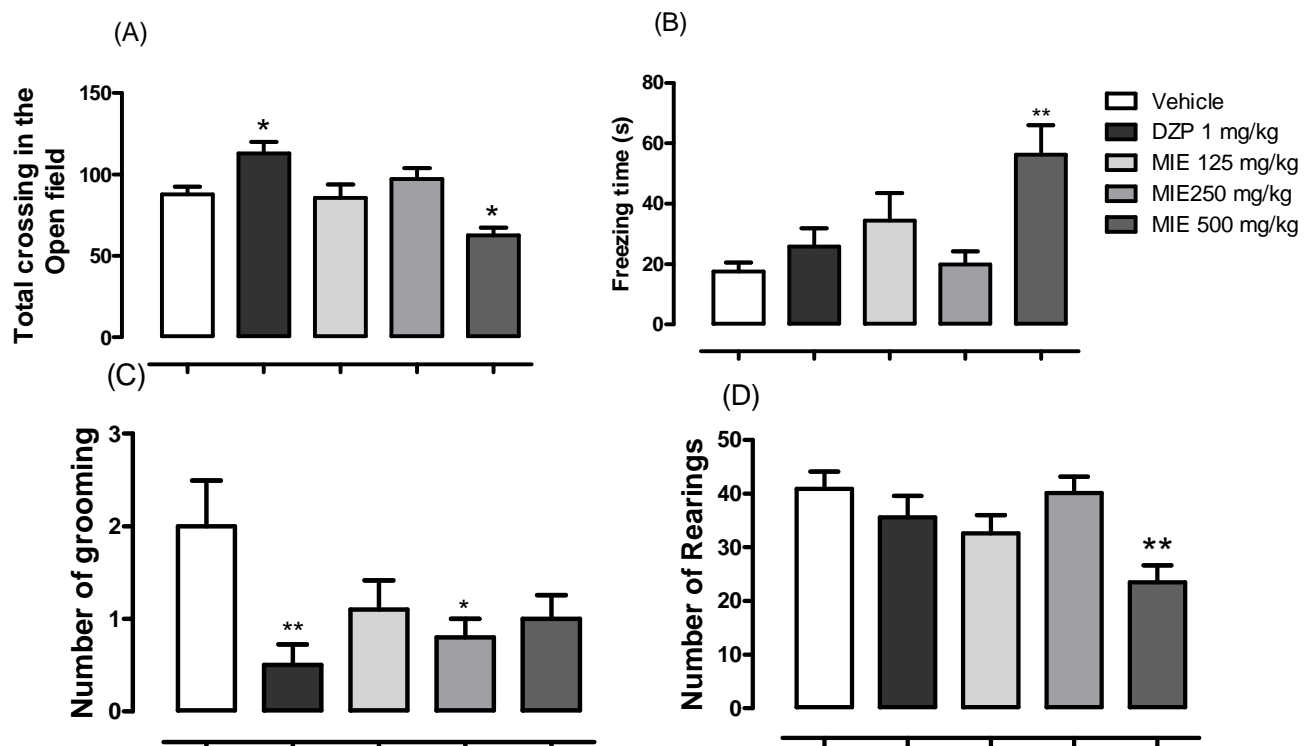 (A)
Total crossing in the
Open field
150
100
50
0
*
*
(B)
Freezing time (s)
80
60
40
20
0
**
Vehicle
DZP 1 mg/kg
MIE 125 mg/kg
MIE250 mg/kg
MIE 500 mg/kg
(C)
Number of grooming
3
2
1
0
**
*
(D)
Number of Rearings
50
40
30
20
10
0
**